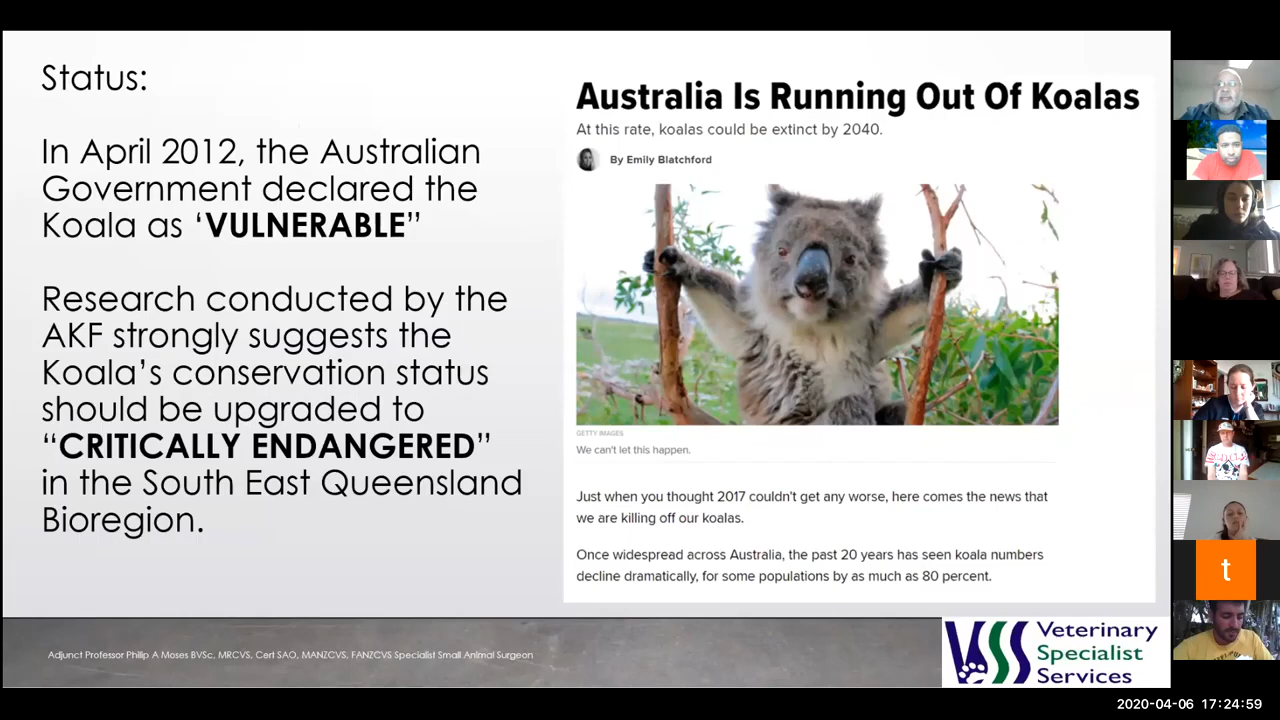 Status:
In April 2012, the Australian
Government declared the
Koala as ‘VULNERABLE”
Research conducted by the
AKF strongly suggests the
Koala’s conservation status
should be upgraded to
“CRITICALLY ENDANGERED”
in the South East Queensland
Bioregion.
Australia Is Running Out Of Koalas
At this rate, koalas could be extinct by 2040.
By Emily Blatchford
GETTY IMAGES
We can't let this happen.
Just when you thought 2017 couldn't get any worse, here comes the news that
we are killing off our koalas.
Once widespread across Australia, the past 20 years has seen koala numbers
decline dramatically, for some populations by as much as 80 percent.
Adjunct Professor Philip A Moses BVSc, MRCVS, Cert SAO, MANZCVS, FANZCVS Specialist Small Animal Surgeon
VSS
Veterinary
Specialist
Services
t
2020-04-06 17:24:59